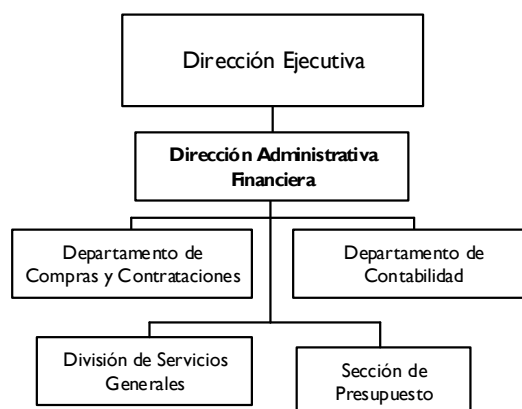 Dirección Ejecutiva
Dirección Administrativa
Financiera
Departamento de
Compras y Contrataciones
Departamento de
Contabilidad
División de Servicios
Generales
Sección de
Presupuesto